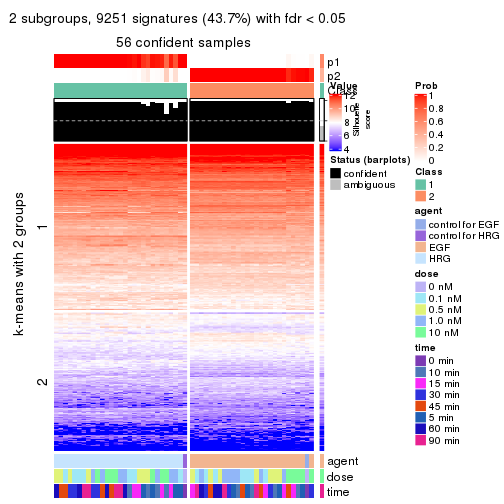 2 subgroups, 9251 signatures (43.7%) with fdr < 0.05
56 confident samples
p1
p2
Class
Silhouette
score
k-means with 2 groups
1
2
agent
dose
time
Value
12
10
8
6
4
Status (barplots)
confident
ambiguous
Prob
1
0.8
0.6
0.4
0.2
0
Class
1
2
agent
control for EGF
control for HRG
EGF
HRG
dose
0 nM
0.1 nM
0.5 nM
1.0 nM
10 nM
time
0 min
10 min
15 min
30 min
45 min
5 min
60 min
90 min